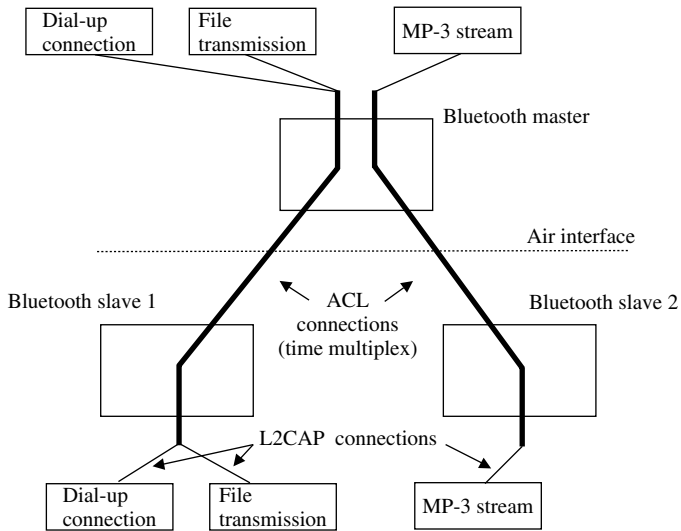 Dial-up
connection
File
transmission
MP-3 stream
Bluetooth master
Air interface
Bluetooth slave 1
ACL
connections
(time multiplex)
Bluetooth slave 2
L2CAP connections
Dial-up
connection
File
transmission
MP-3 stream